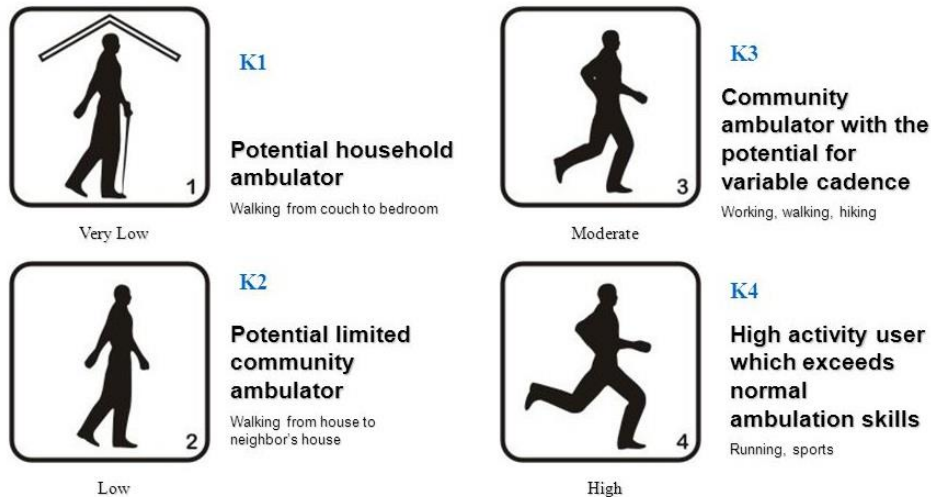 K1
Potential household
ambulator
Walking from couch to bedroom
1
Very Low
K2
Potential limited
community
ambulator
Walking from house to
neighbor's house
2
Low
K3
Community
ambulator with the
potential for
variable cadence
Working, walking, hiking
3
Moderate
K4
High activity user
which exceeds
normal
ambulation skills
Running, sports
4
High